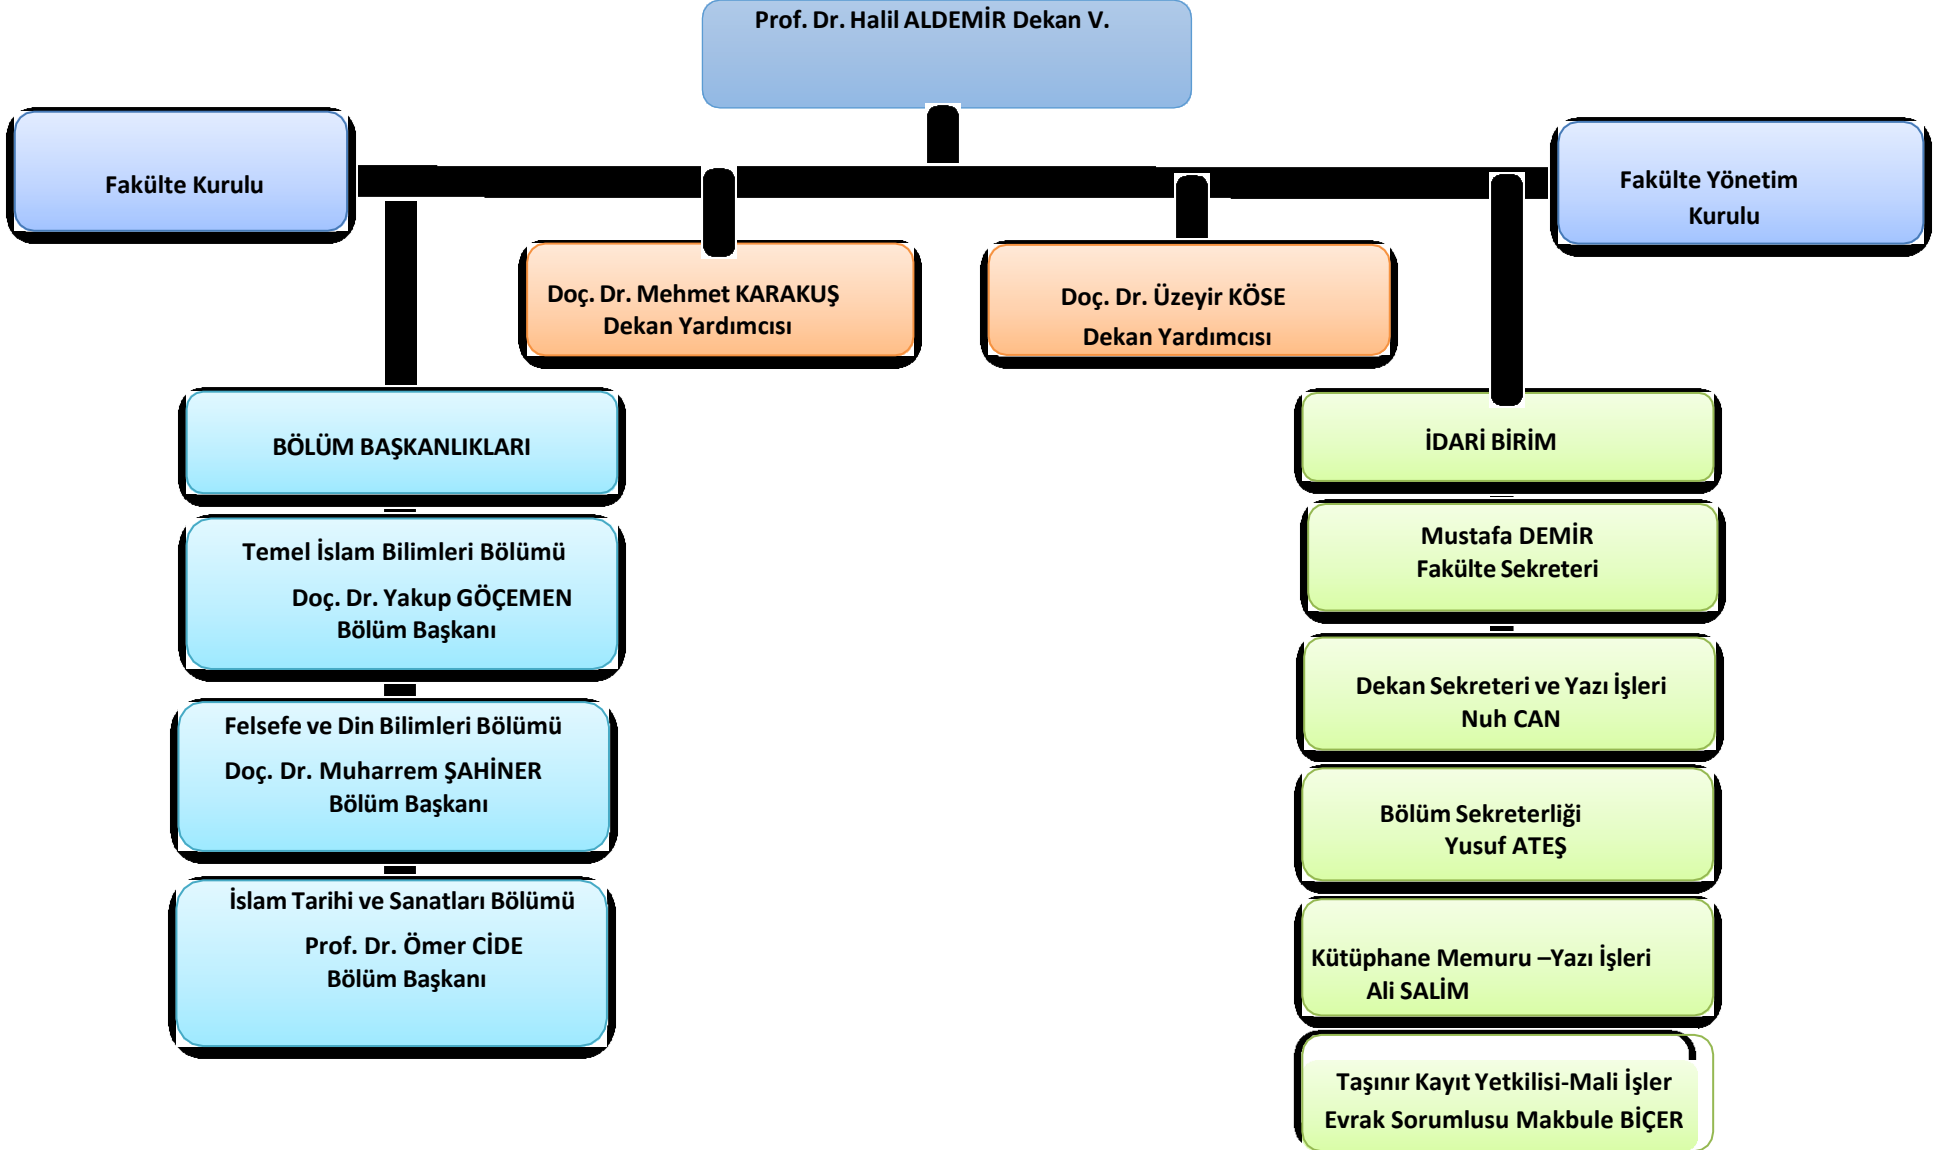 Prof. Dr. Halil ALDEMİR Dekan V.
Fakülte Kurulu
Fakülte Yönetim
Kurulu
Doç. Dr. Mehmet KARAKUŞ
Dekan Yardımcısı
Doç. Dr. Üzeyir KÖSE
Dekan Yardımcısı
BÖLÜM BAŞKANLIKLARI
Temel İslam Bilimleri Bölümü
Doç. Dr. Yakup GÖÇEMEN
Bölüm Başkanı
Felsefe ve Din Bilimleri Bölümü
Doç. Dr. Muharrem ŞAHİNER
Bölüm Başkanı
İslam Tarihi ve Sanatları Bölümü
Prof. Dr. Ömer CİDE
Bölüm Başkanı
İDARİ BİRİM
Mustafa DEMİR
Fakülte Sekreteri
Dekan Sekreteri ve Yazı İşleri
Nuh CAN
Bölüm Sekreterliği
Yusuf ATEŞ
Kütüphane Memuru –Yazı İşleri
Ali SALİM
Taşınır Kayıt Yetkilisi-Mali İşler
Evrak Sorumlusu Makbule BİÇER